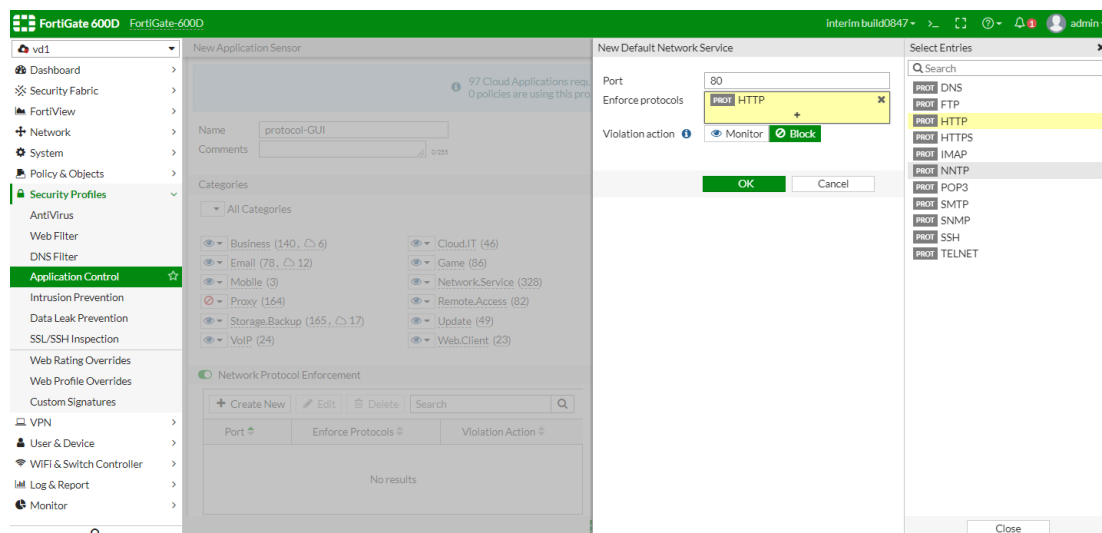 FortiGate 600D FortiGate-600D
interim build0847 >_ 1 admin
vd1
Dashboard
Security Fabric
FortiView
Network
System
Policy & Objects
Security Profiles
AntiVirus
Web Filter
DNS Filter
Application Control
Intrusion Prevention
Data Leak Prevention
SSL/SSH Inspection
Web Rating Overrides
Web Profile Overrides
Custom Signatures
VPN
User & Device
WiFi & Switch Controller
Log & Report
Monitor
New Application Sensor
97 Cloud Applications requ
0 policies are using this pro
Name protocol-GUI
Comments 0/255
Categories
All Categories
Business (140, 6) Cloud.IT (46)
Email (78, 12) Game (86)
Mobile (3) Network.Service (328)
Proxy (164) Remote.Access (82)
Storage.Backup (165, 17) Update (49)
VoIP (24) Web.Client (23)
Network Protocol Enforcement
+ Create New Edit Delete Search
Port Enforce Protocols Violation Action
No results
New Default Network Service
Port 80
Enforce protocols PROT HTTP
+
Violation action Monitor Block
OK Cancel
Select Entries
Search
PROT DNS
PROT FTP
PROT HTTP
PROT HTTPS
PROT IMAP
PROT NNTP
PROT POP3
PROT SMTP
PROT SNMP
PROT SSH
PROT TELNET
Close